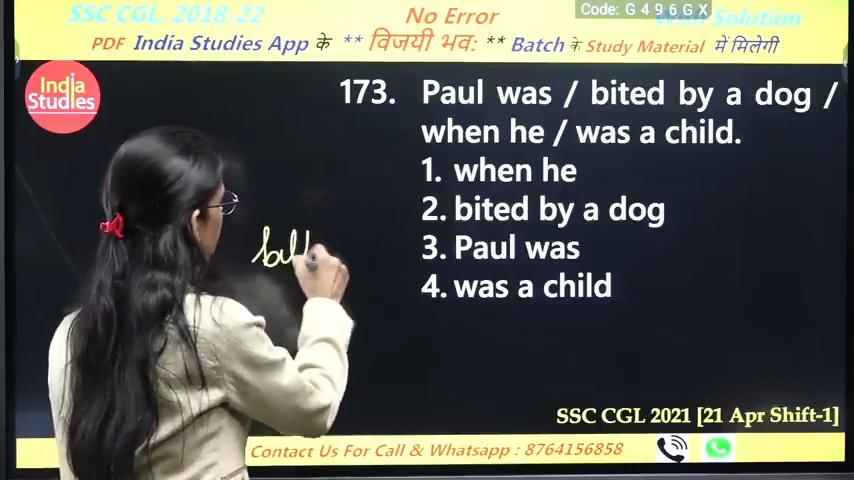 SSC CGL 2018-22
No Error
Code: G 4 9 6 G X
With Solution
PDF India Studies App के ** विजयी भव: ** Batch के Study Material में मिलेगी
India
Studies
173. Paul was / bited by a dog /
when he / was a child.
1. when he
2. bited by a dog
3. Paul was
4. was a child
SSC CGL 2021 [21 Apr Shift-1]
Contact Us For Call & Whatsapp : 8764156858